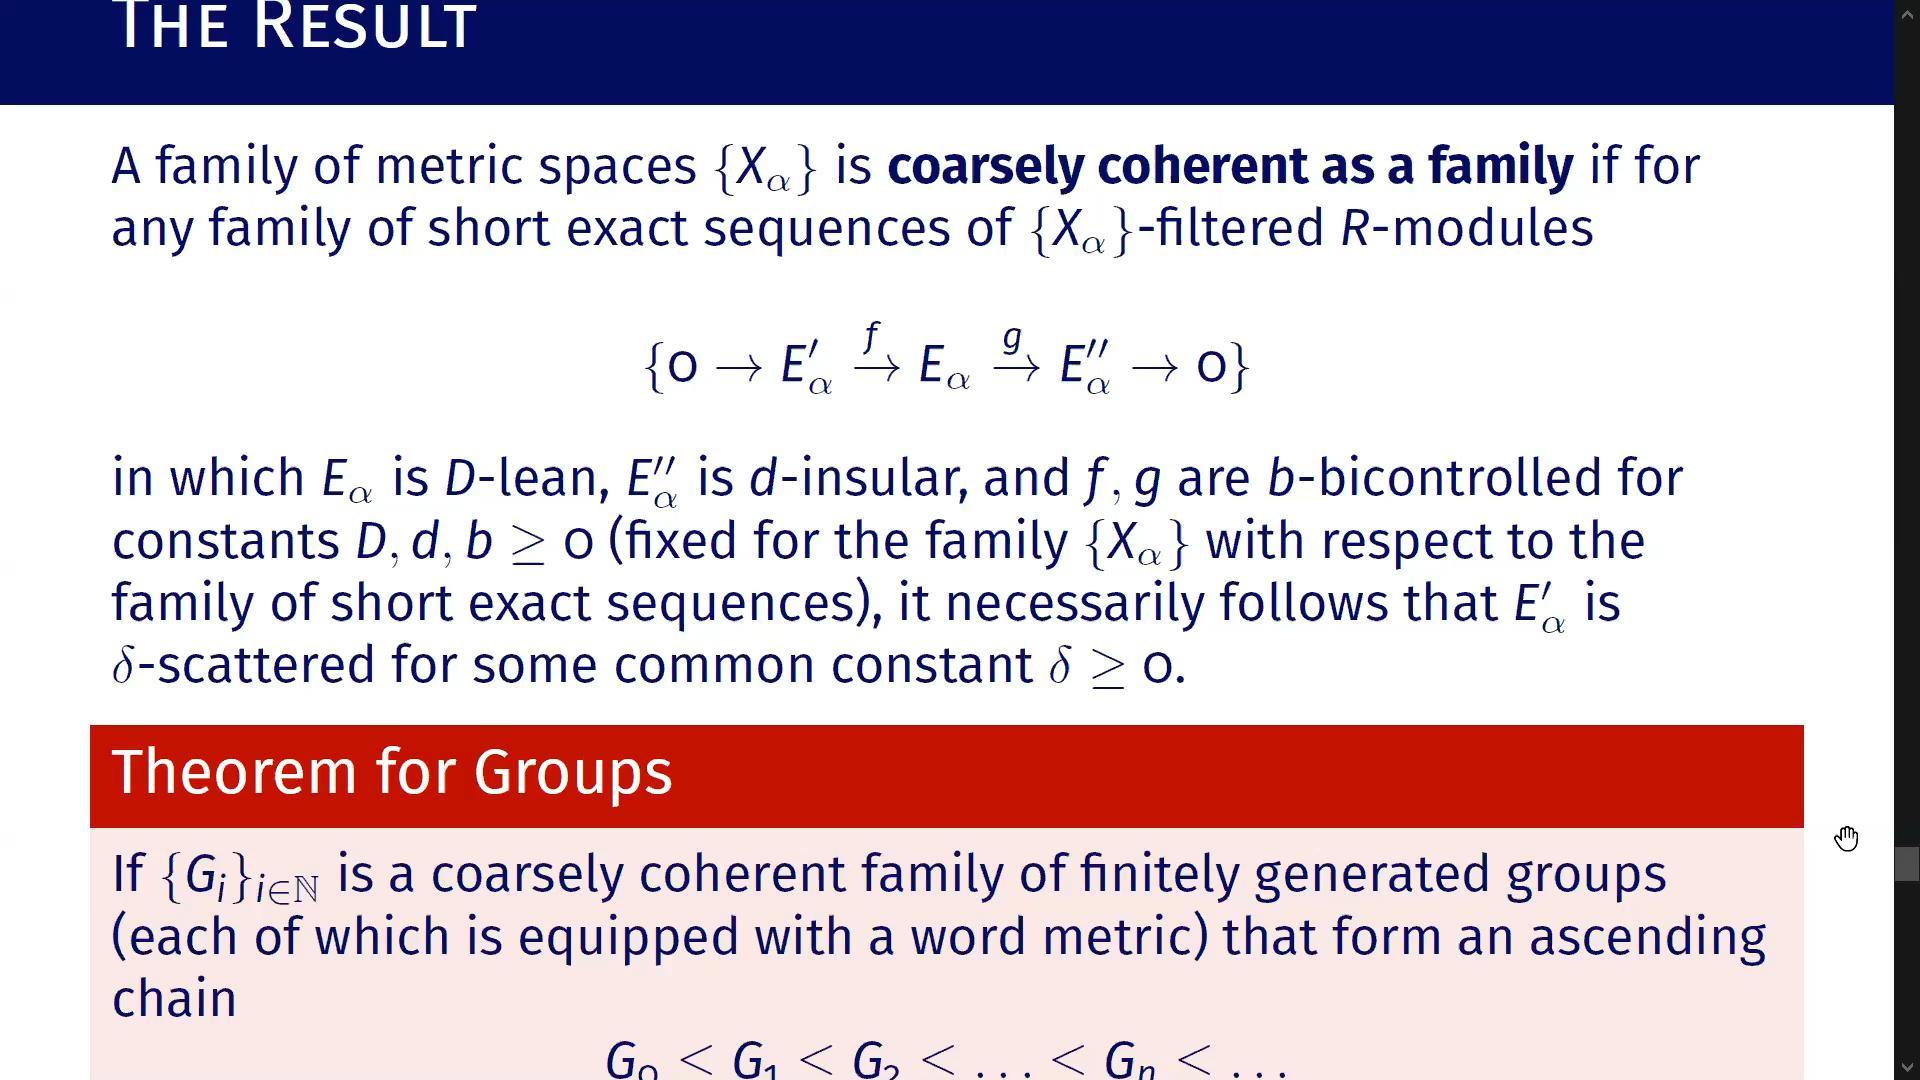 THE RESULT
A family of metric spaces {X_α} is coarsely coherent as a family if for
any family of short exact sequences of {X_α}-filtered R-modules
{0 → E′_α →^f E_α →^g E″_α → 0}
in which E_α is D-lean, E″_α is d-insular, and f, g are b-bicontrolled for
constants D, d, b ≥ 0 (fixed for the family {X_α} with respect to the
family of short exact sequences), it necessarily follows that E′_α is
δ-scattered for some common constant δ ≥ 0.
Theorem for Groups
If {G_i}_{i∈ℕ} is a coarsely coherent family of finitely generated groups
(each of which is equipped with a word metric) that form an ascending
chain
G_0 < G_1 < G_2 < . . . < G_n < . . .